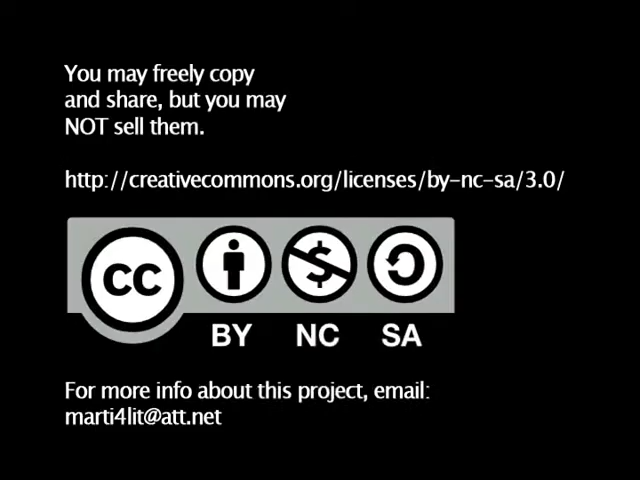 You may freely copy
and share, but you may
NOT sell them.
http://creativecommons.org/licenses/by-nc-sa/3.0/
CC
BY NC SA
For more info about this project, email:
marti4lit@att.net